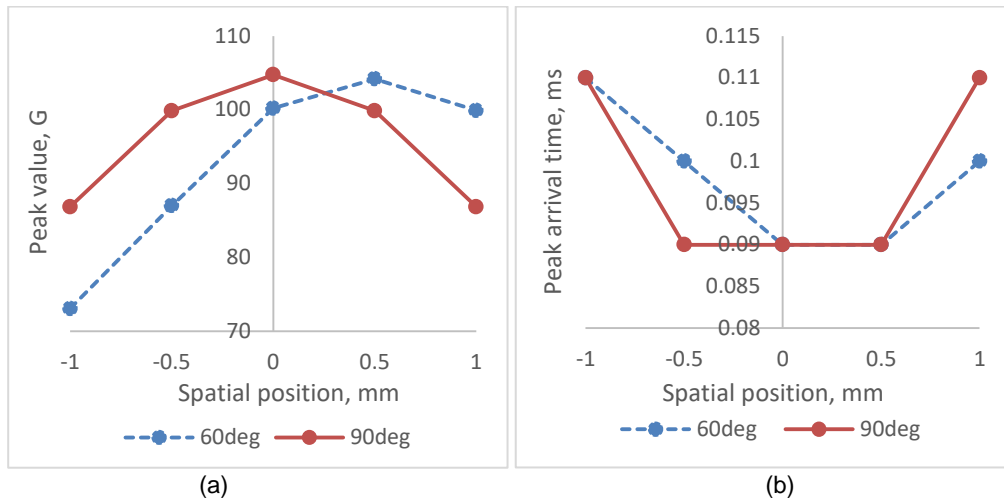 110
100
90
80
70
Peak value, G
-1 -0.5 0 0.5 1
Spatial position, mm
60deg 90deg
(a)
0.115
0.11
0.105
0.1
0.095
0.09
0.085
0.08
Peak arrival time, ms
-1 -0.5 0 0.5 1
Spatial position, mm
60deg 90deg
(b)